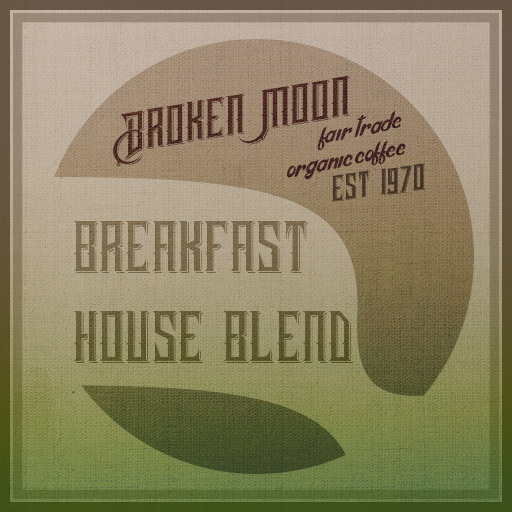 BROKEN MOON
fair trade
organic coffee
EST 1970
BREAKFAST
HOUSE BLEND